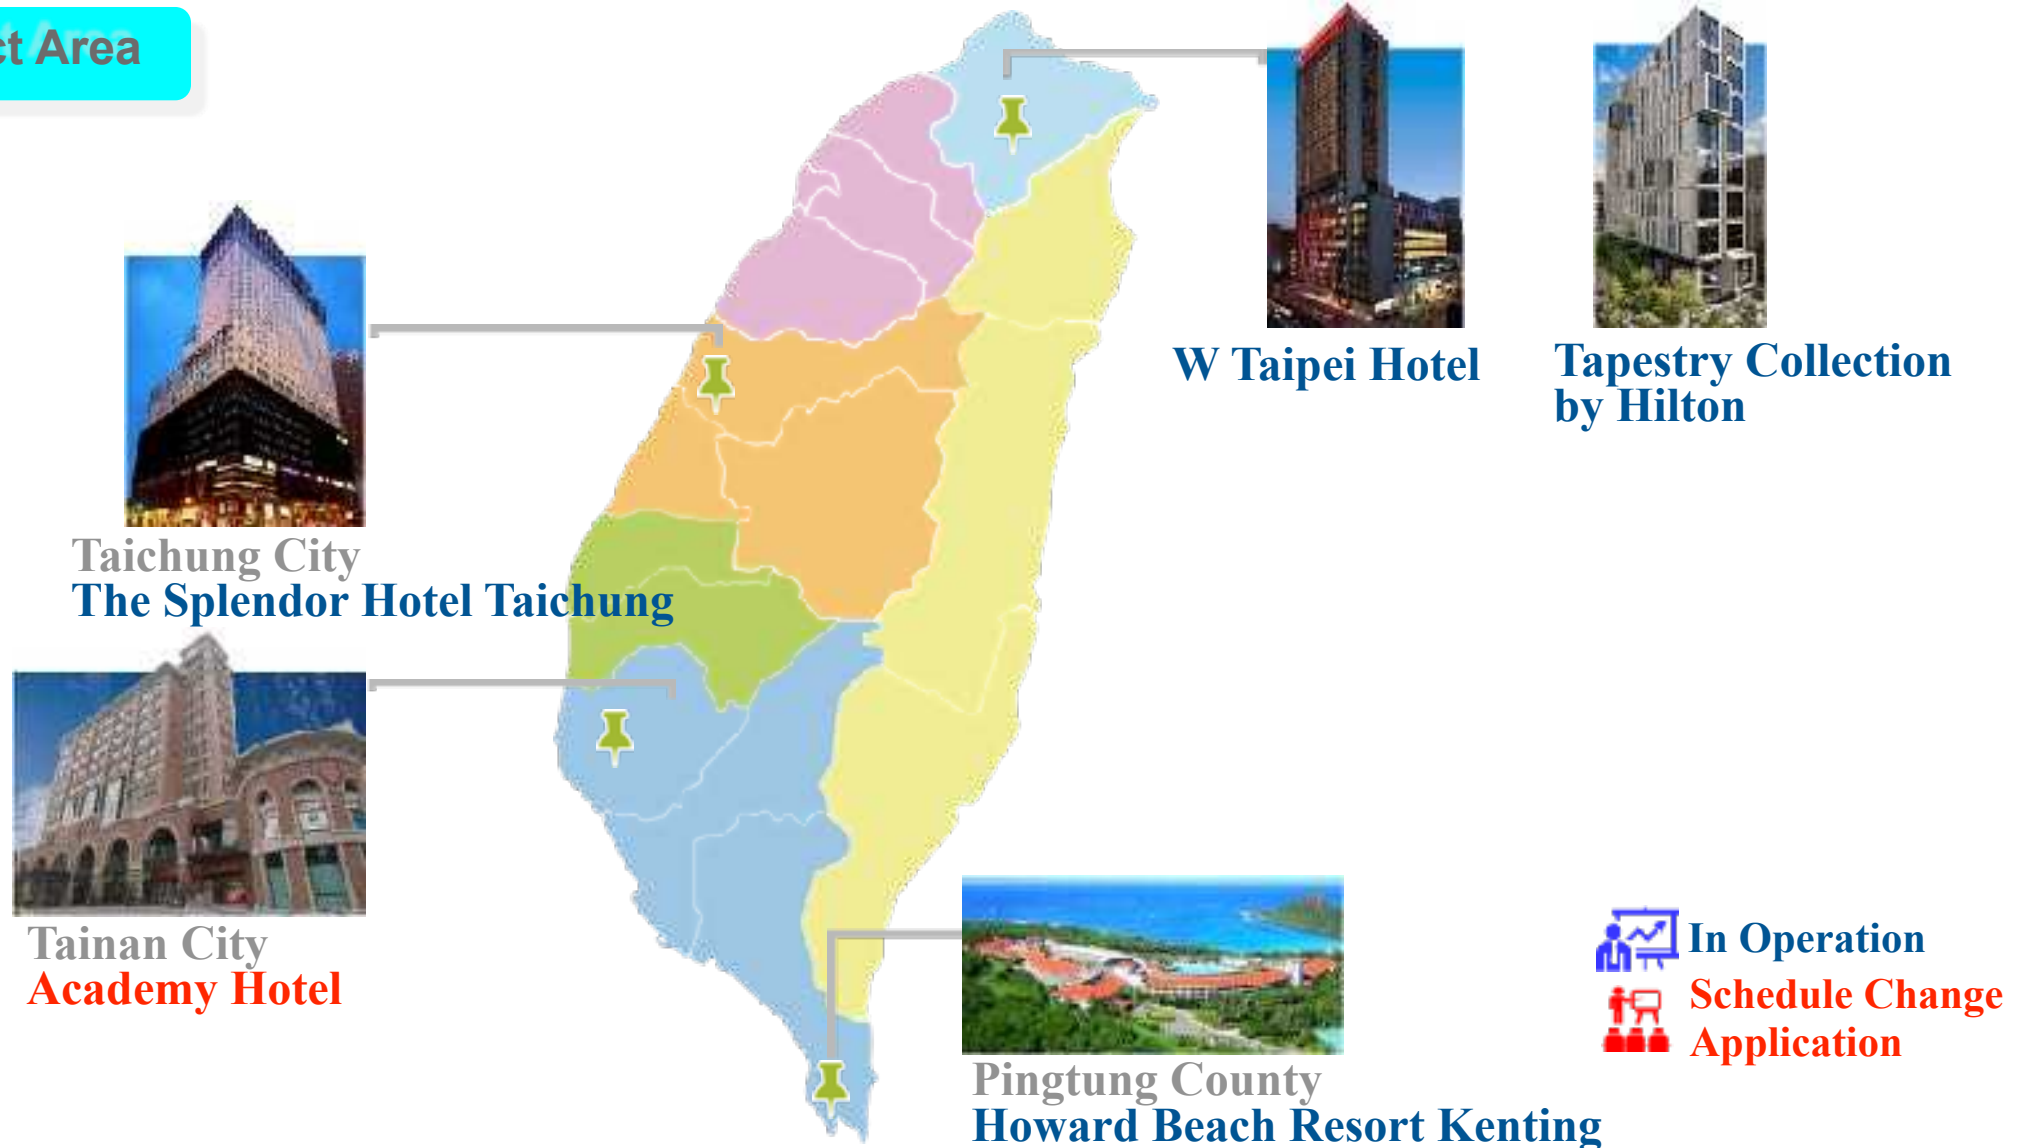 ct Area
W Taipei Hotel
Tapestry Collection
by Hilton
Taichung City
The Splendor Hotel Taichung
Tainan City
Academy Hotel
Pingtung County
Howard Beach Resort Kenting
In Operation
Schedule Change
Application